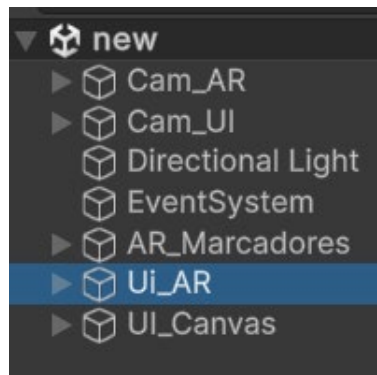 new
Cam_AR
Cam_UI
Directional Light
EventSystem
AR_Marcadores
Ui_AR
UI_Canvas